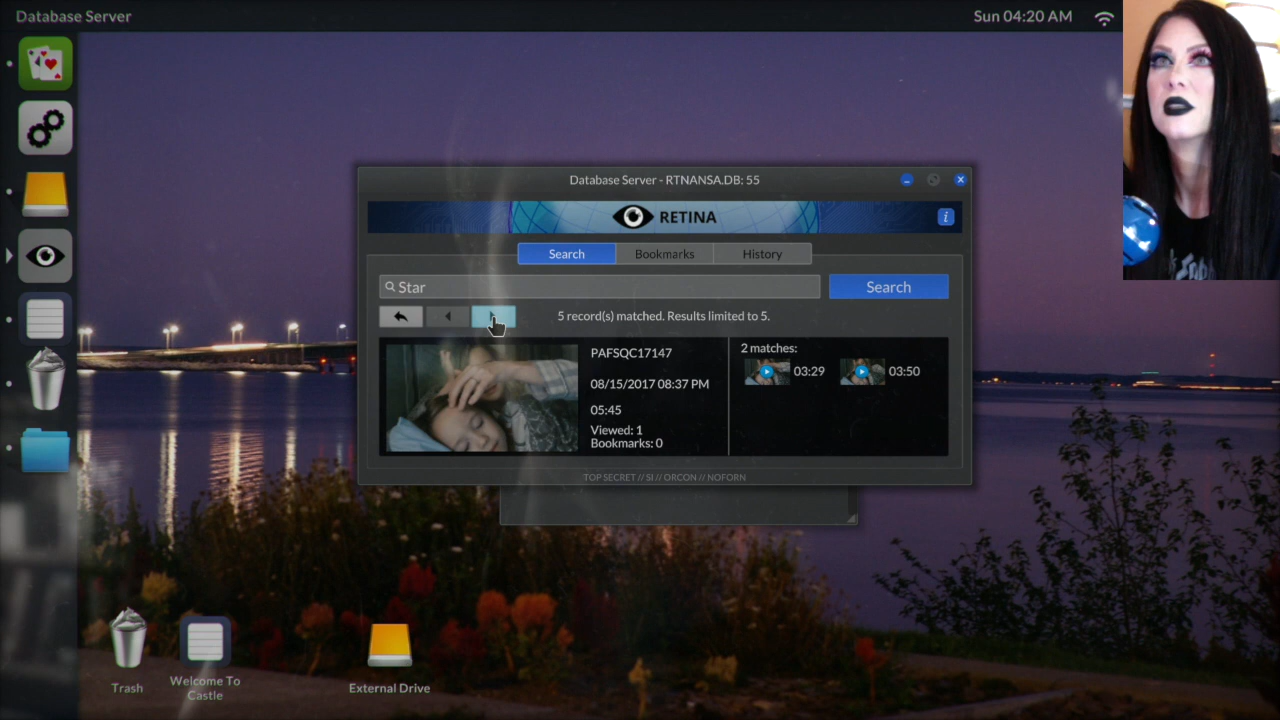 Database Server
Sun 04:20 AM
Database Server - RTNANSA.DB: 55
RETINA
i
Search
Bookmarks
History
Star
Search
5 record(s) matched. Results limited to 5.
PAFSQC17147
08/15/2017 08:37 PM
05:45
Viewed: 1
Bookmarks: 0
2 matches:
03:29
03:50
TOP SECRET // SI // ORCON // NOFORN
Trash
Welcome To
Castle
External Drive